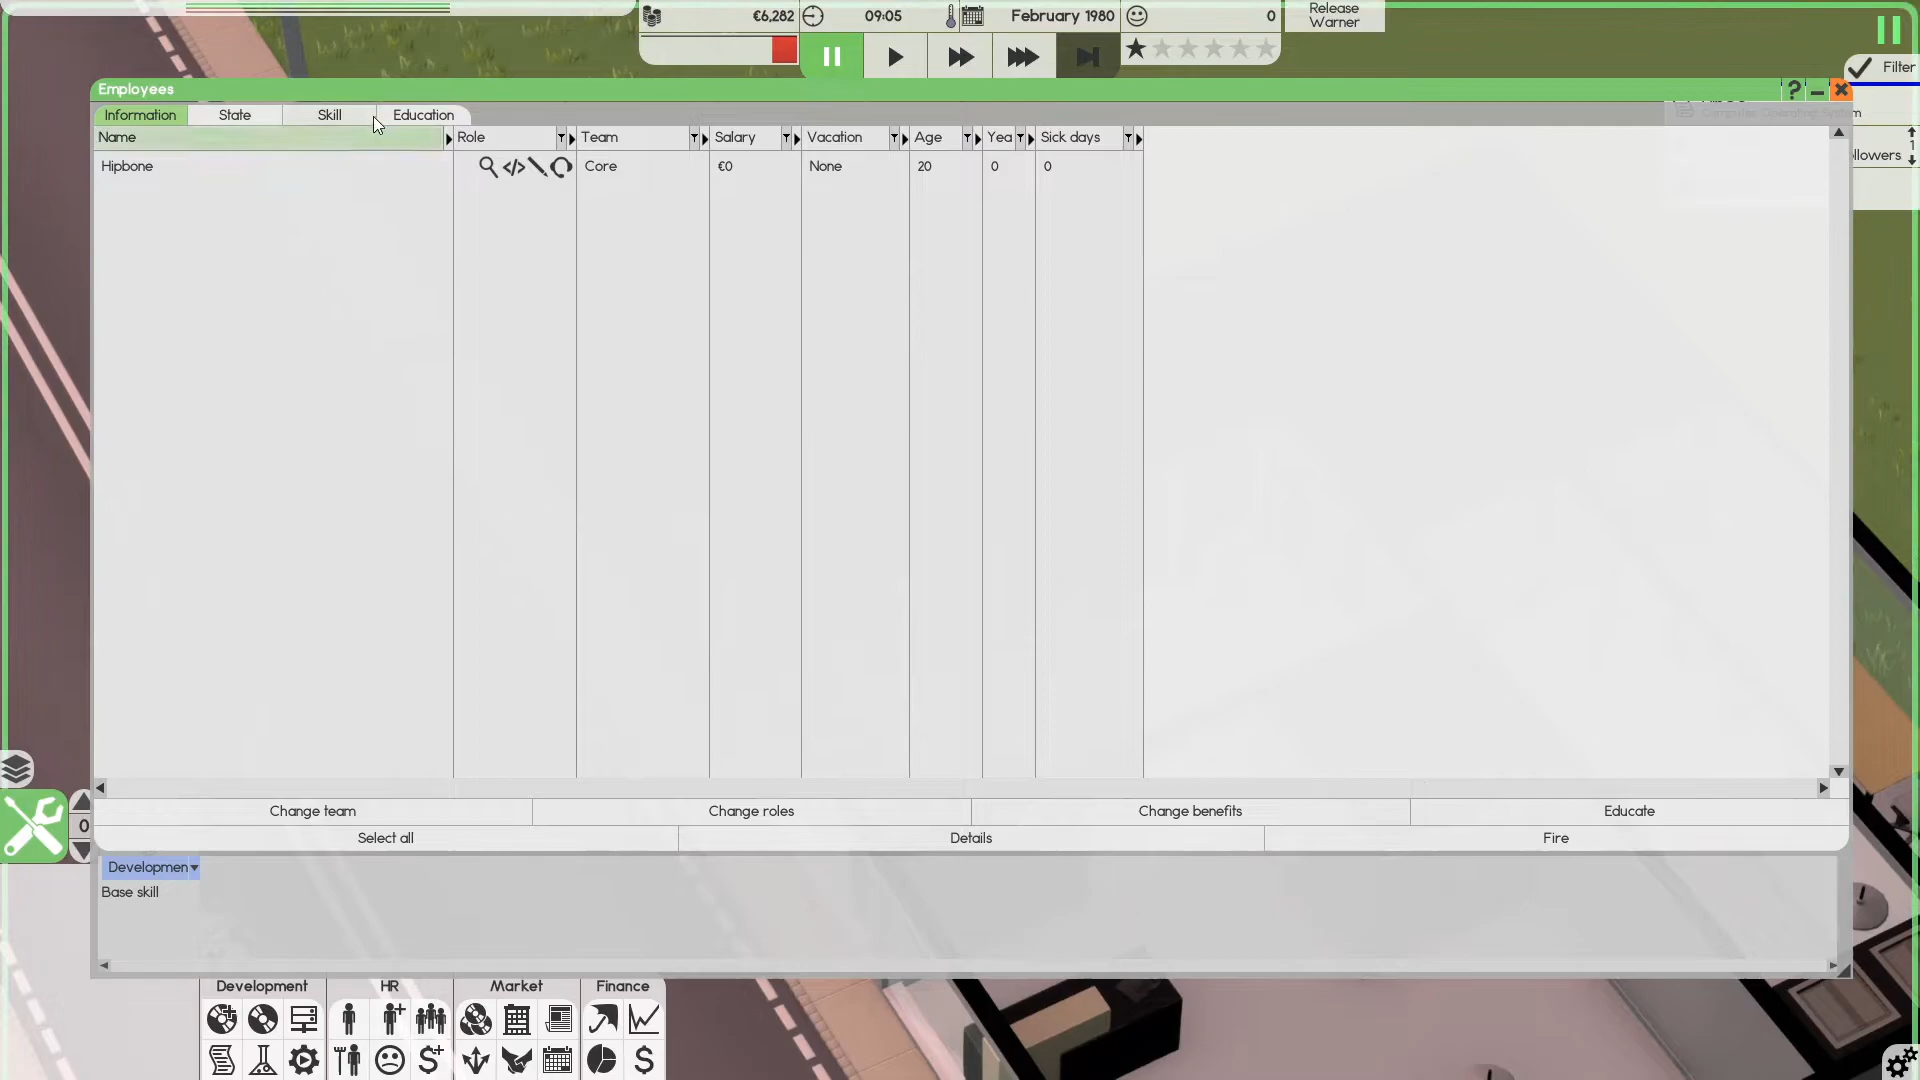 €6,282
09:05
February 1980
0
Release
Warner
Filter
Employees
Information State Skill Education
Name Role Team Salary Vacation Age Yea Sick days
Hipbone </> Core €0 None 20 0 0
ollowers
1
Change team Change roles Change benefits Educate
Select all Details Fire
0
Developmen
Base skill
Development HR Market Finance